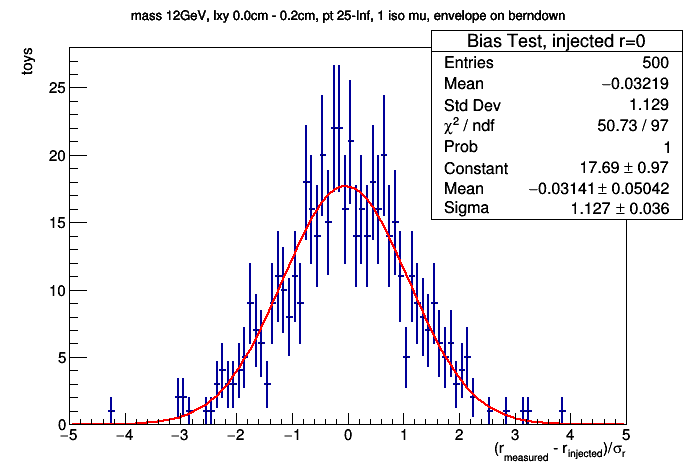 mass 12GeV, lxy 0.0cm - 0.2cm, pt 25-Inf, 1 iso mu, envelope on berndown
Bias Test, injected r=0
Entries 500
Mean −0.03219
Std Dev 1.129
χ² / ndf 50.73 / 97
Prob 1
Constant 17.69 ± 0.97
Mean −0.03141 ± 0.05042
Sigma 1.127 ± 0.036
toys
25
20
15
10
5
0
−5 −4 −3 −2 −1 0 1 2 3 4 5
(r_measured - r_injected)/σ_r